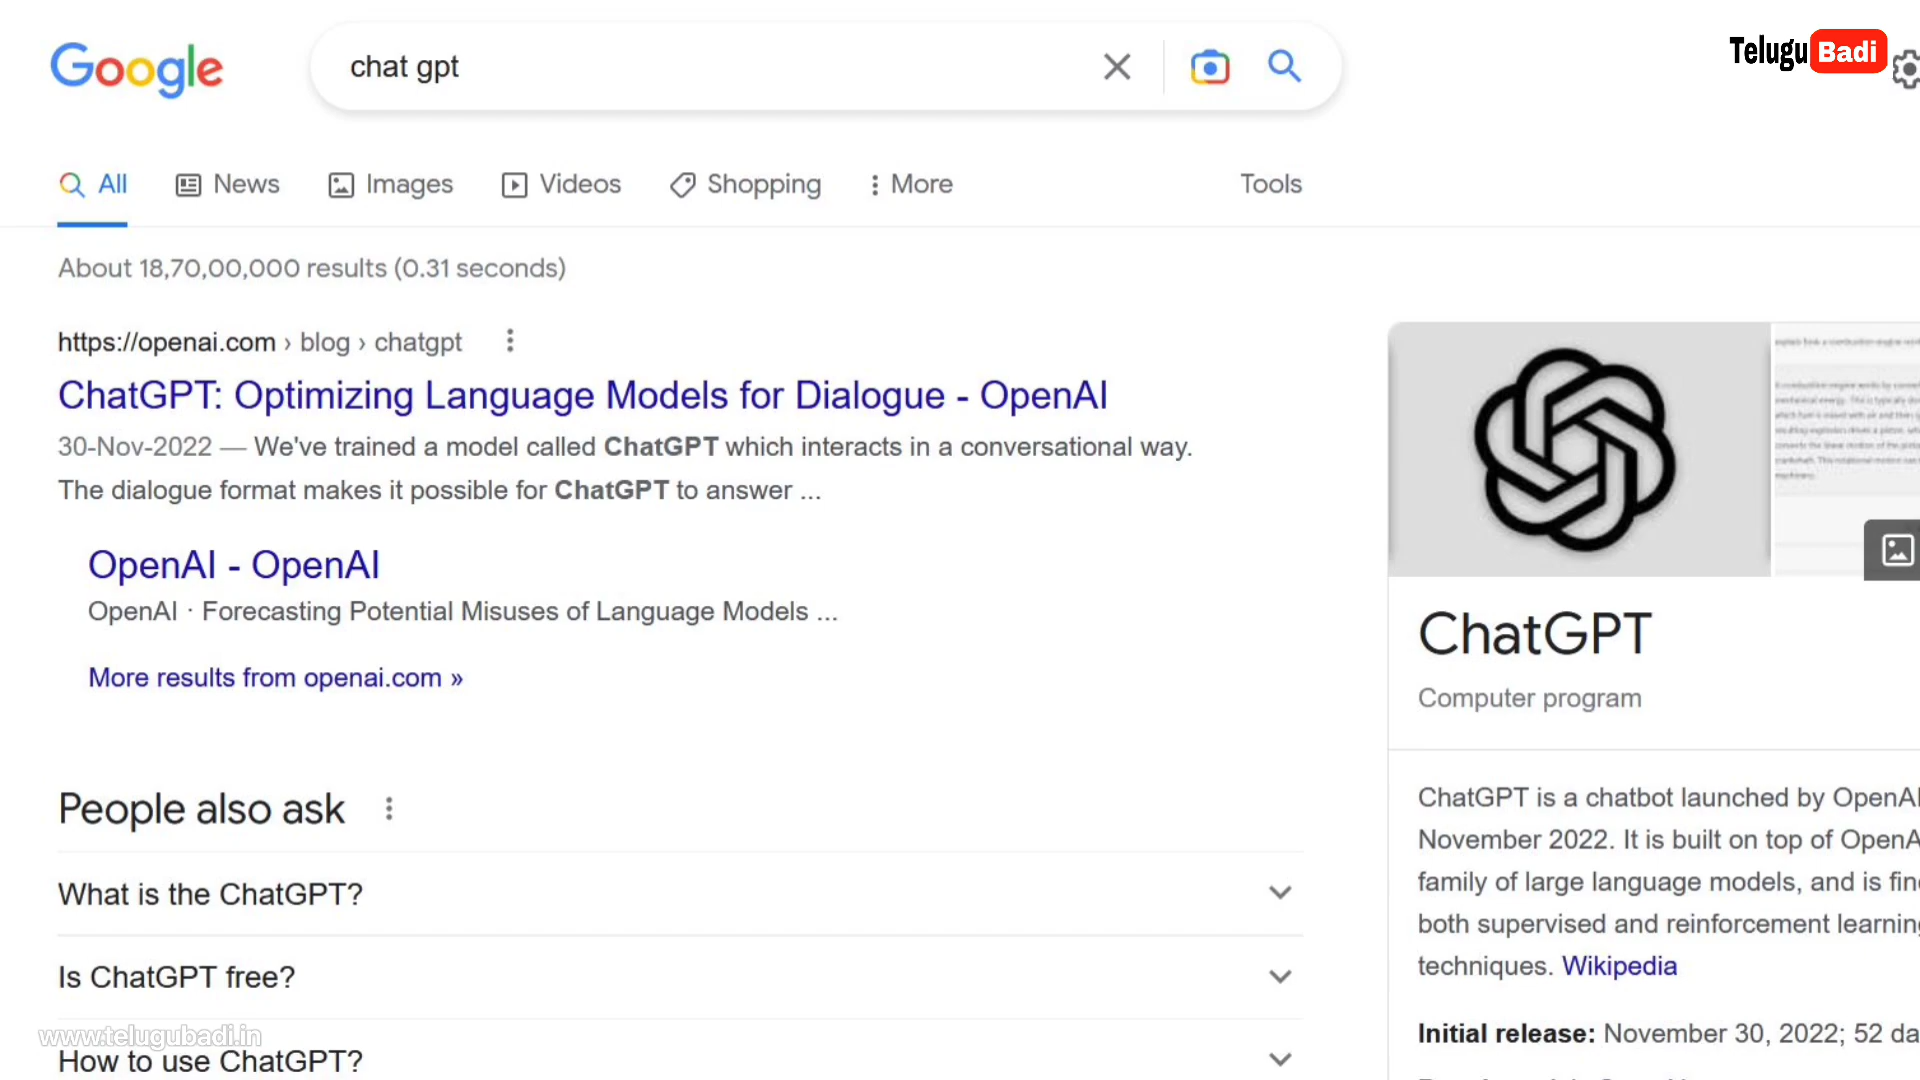 Google
chat gpt
Telugu Badi
All
News
Images
Videos
Shopping
More
Tools
About 18,70,00,000 results (0.31 seconds)
https://openai.com › blog › chatgpt
ChatGPT: Optimizing Language Models for Dialogue - OpenAI
30-Nov-2022 — We've trained a model called ChatGPT which interacts in a conversational way.
The dialogue format makes it possible for ChatGPT to answer ...
OpenAI - OpenAI
OpenAI · Forecasting Potential Misuses of Language Models ...
More results from openai.com »
People also ask
What is the ChatGPT?
Is ChatGPT free?
www.telugubadi.in
How to use ChatGPT?
ChatGPT
Computer program
ChatGPT is a chatbot launched by OpenAI
November 2022. It is built on top of OpenA
family of large language models, and is fine
both supervised and reinforcement learning
techniques. Wikipedia
Initial release: November 30, 2022; 52 da